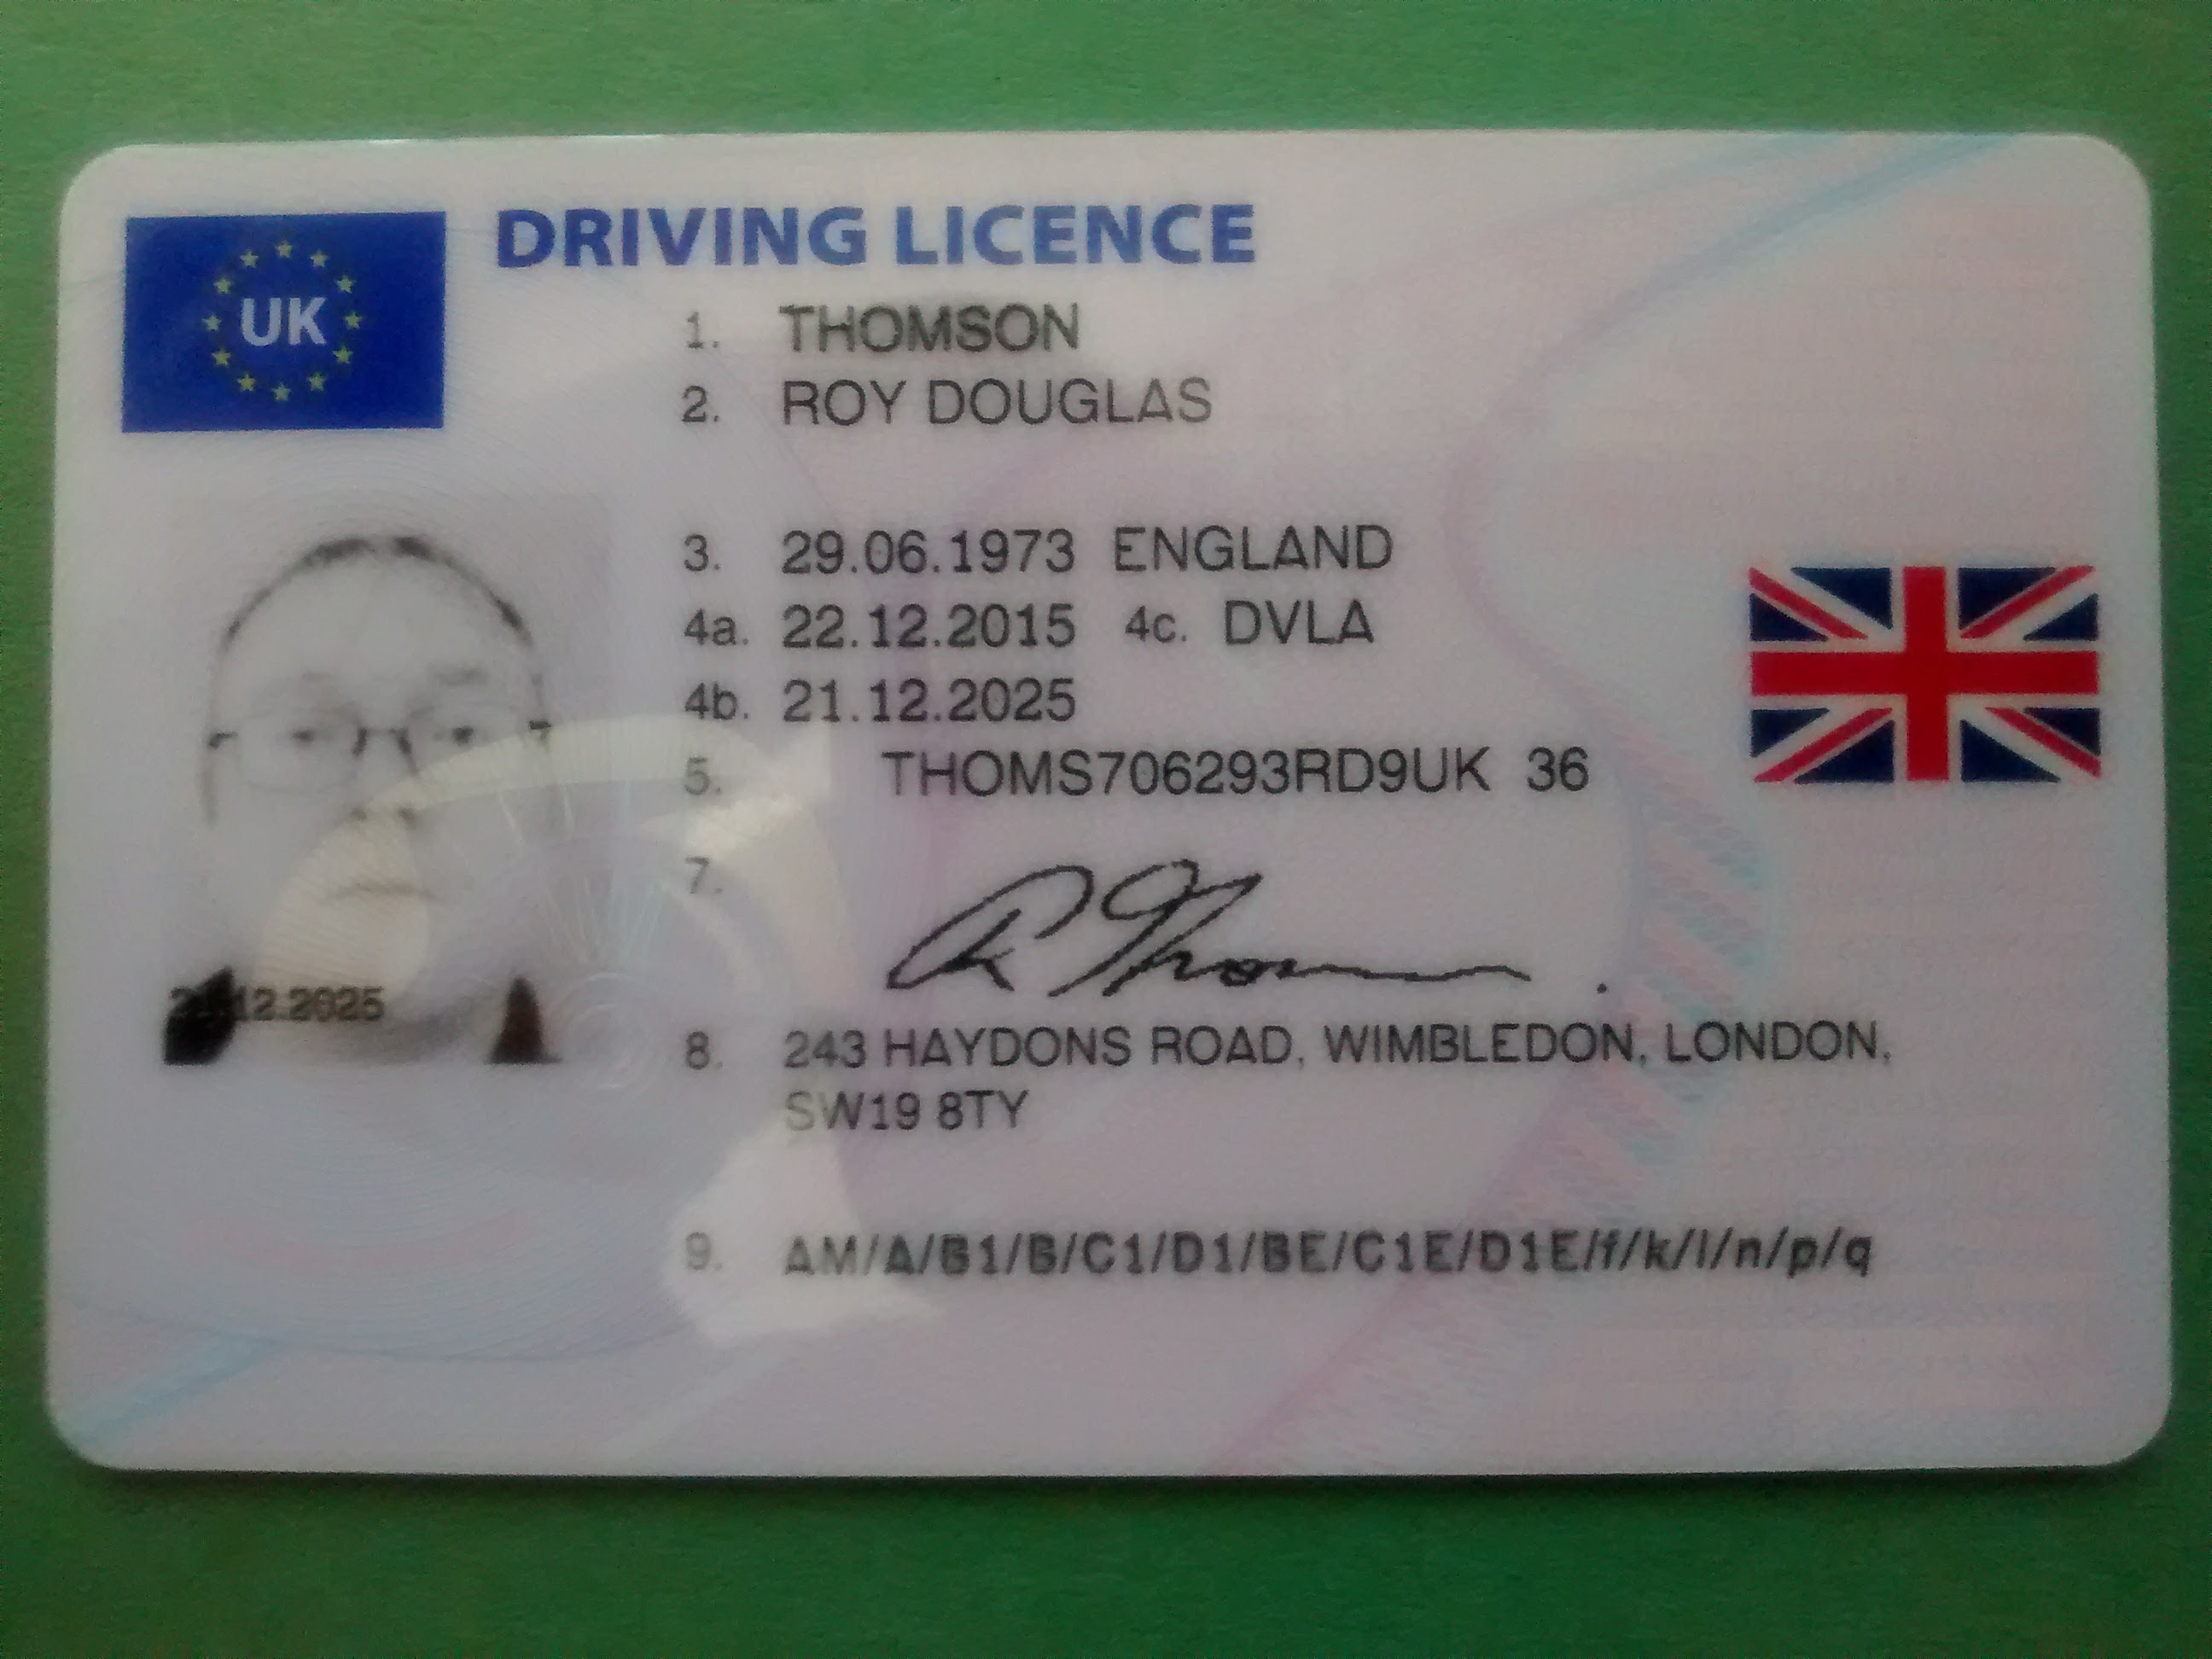 DRIVING LICENCE
UK
1. THOMSON
2. ROY DOUGLAS
3. 29.06.1973 ENGLAND
4a. 22.12.2015 4c. DVLA
4b. 21.12.2025
5. THOMS706293RD9UK 36
7. R Thom
.12.2025
8. 243 HAYDONS ROAD, WIMBLEDON, LONDON,
SW19 8TY
9. AM/A/B1/B/C1/D1/BE/C1E/D1E/f/k/l/n/p/q